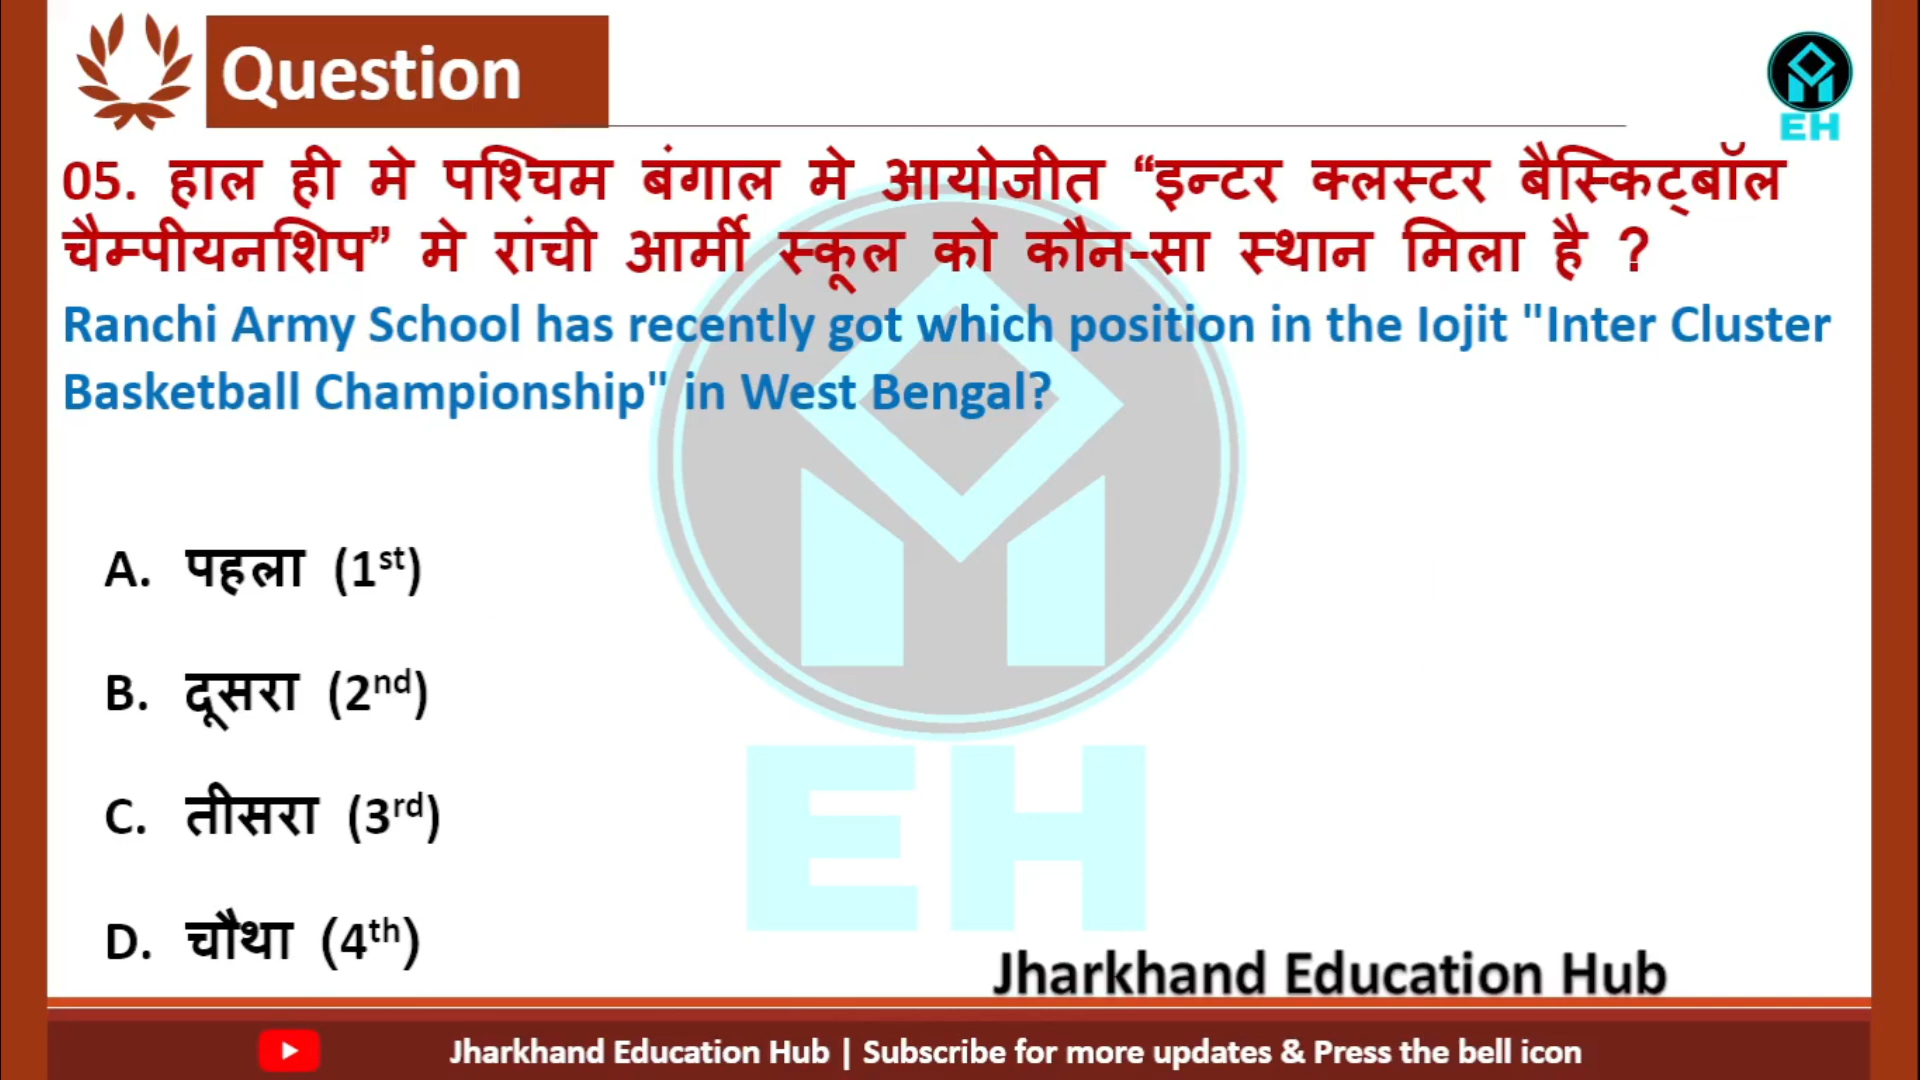 Question
EH
05. हाल ही मे पश्चिम बंगाल मे आयोजीत “इन्टर क्लस्टर बैस्किट्बॉल
चैम्पीयनशिप” मे रांची आर्मी स्कूल को कौन-सा स्थान मिला है ?
Ranchi Army School has recently got which position in the Iojit "Inter Cluster
Basketball Championship" in West Bengal?
A. पहला (1st)
B. दूसरा (2nd)
C. तीसरा (3rd)
D. चौथा (4th)
EH
Jharkhand Education Hub
Jharkhand Education Hub | Subscribe for more updates & Press the bell icon